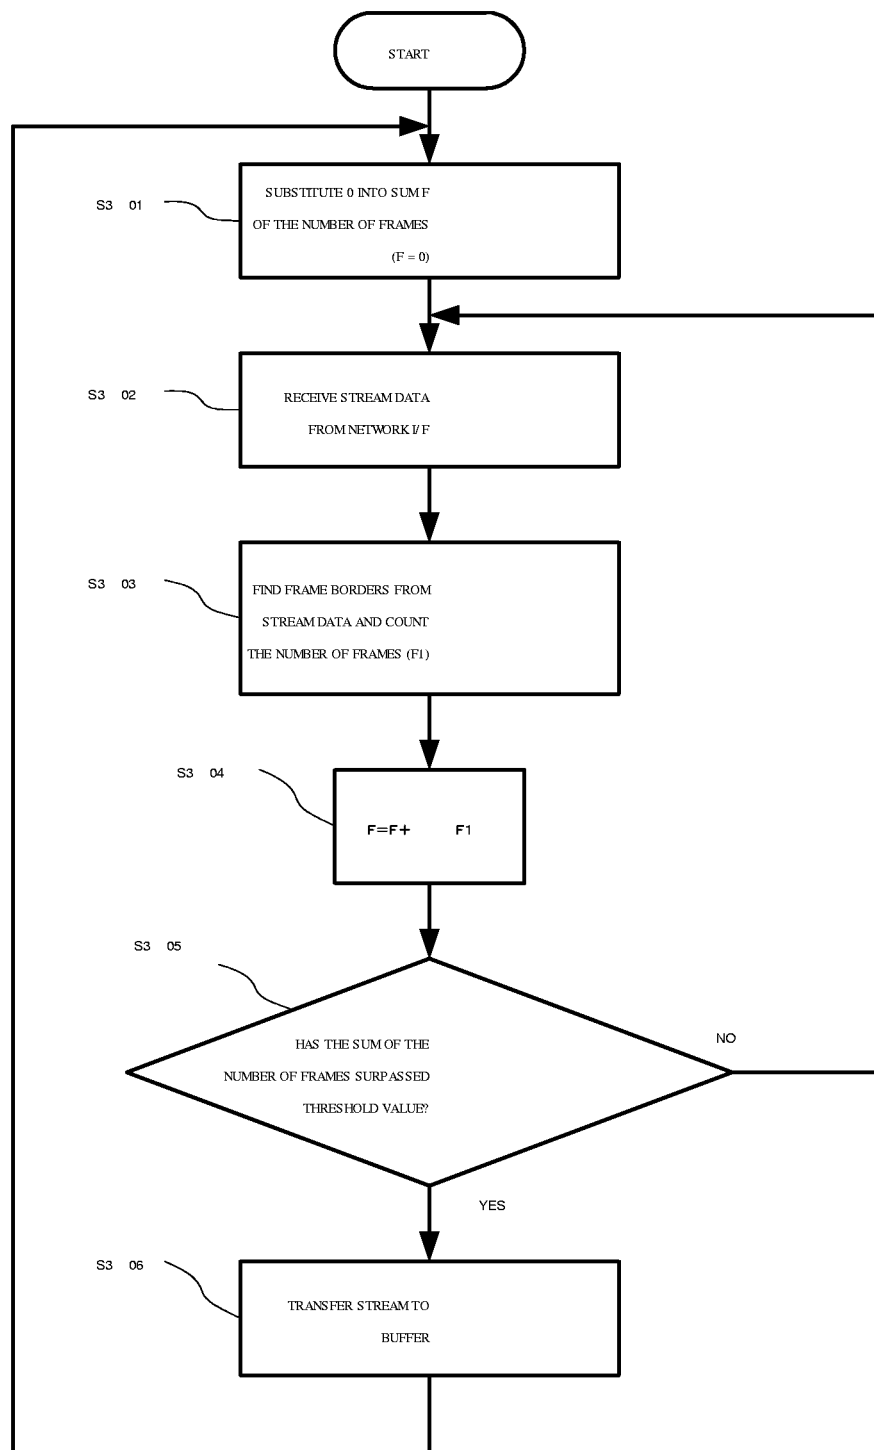 START
SUBSTITUTE 0 INTO SUM F
OF THE NUMBER OF FRAMES
(F = 0)
S3 01
RECEIVE STREAM DATA
FROM NETWORK I/F
S3 02
FIND FRAME BORDERS FROM
STREAM DATA AND COUNT
THE NUMBER OF FRAMES (F1)
S3 03
F=F+ F1
S3 04
HAS THE SUM OF THE
NUMBER OF FRAMES SURPASSED
THRESHOLD VALUE?
S3 05
NO
YES
TRANSFER STREAM TO
BUFFER
S3 06